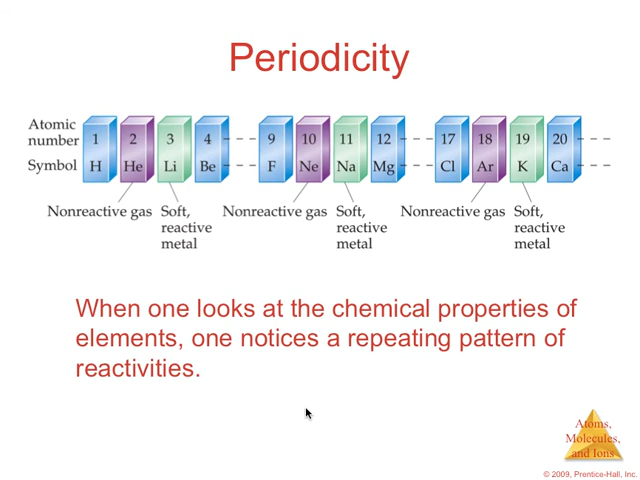 Periodicity
Atomic number 1 2 3 4 9 10 11 12 17 18 19 20
Symbol H He Li Be F Ne Na Mg Cl Ar K Ca
Nonreactive gas Soft, Nonreactive gas Soft, Nonreactive gas Soft,
reactive reactive reactive
metal metal metal
When one looks at the chemical properties of
elements, one notices a repeating pattern of
reactivities.
Atoms,
Molecules,
and Ions
© 2009, Prentice-Hall, Inc.